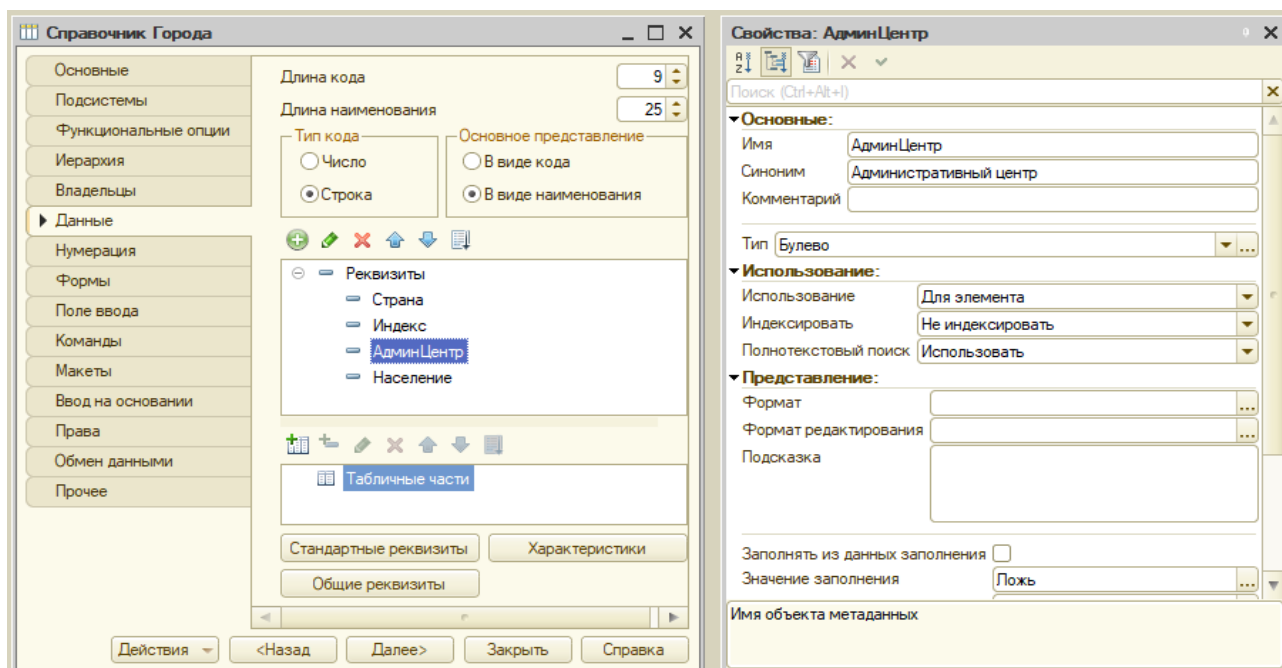 Справочник Города
Основные
Подсистемы
Функциональные опции
Иерархия
Владельцы
Данные
Нумерация
Формы
Поле ввода
Команды
Макеты
Ввод на основании
Права
Обмен данными
Прочее
Длина кода 9
Длина наименования 25
Тип кода
Число
Строка
Основное представление
В виде кода
В виде наименования
Реквизиты
Страна
Индекс
АдминЦентр
Население
Табличные части
Стандартные реквизиты Характеристики
Общие реквизиты
Действия <Назад Далее> Закрыть Справка
Свойства: АдминЦентр
Поиск (Ctrl+Alt+I)
Основные:
Имя АдминЦентр
Синоним Административный центр
Комментарий
Тип Булево ...
Использование:
Использование Для элемента
Индексировать Не индексировать
Полнотекстовый поиск Использовать
Представление:
Формат ...
Формат редактирования ...
Подсказка
Заполнять из данных заполнения
Значение заполнения Ложь ...
Имя объекта метаданных